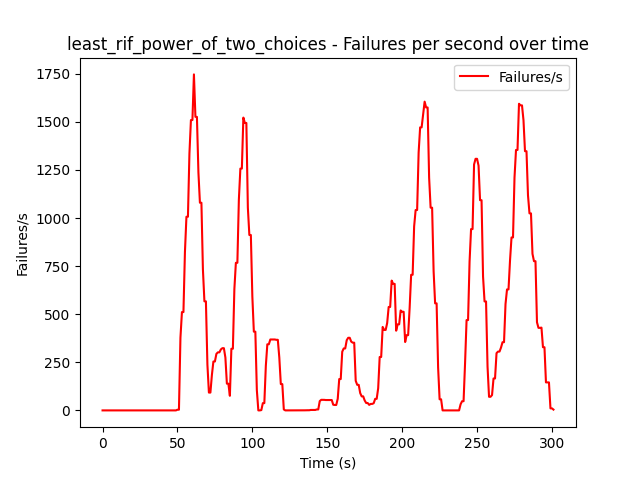 least_rif_power_of_two_choices - Failures per second over time
Failures/s
1750
1500
1250
1000
750
500
250
0
Failures/s
0 50 100 150 200 250 300
Time (s)